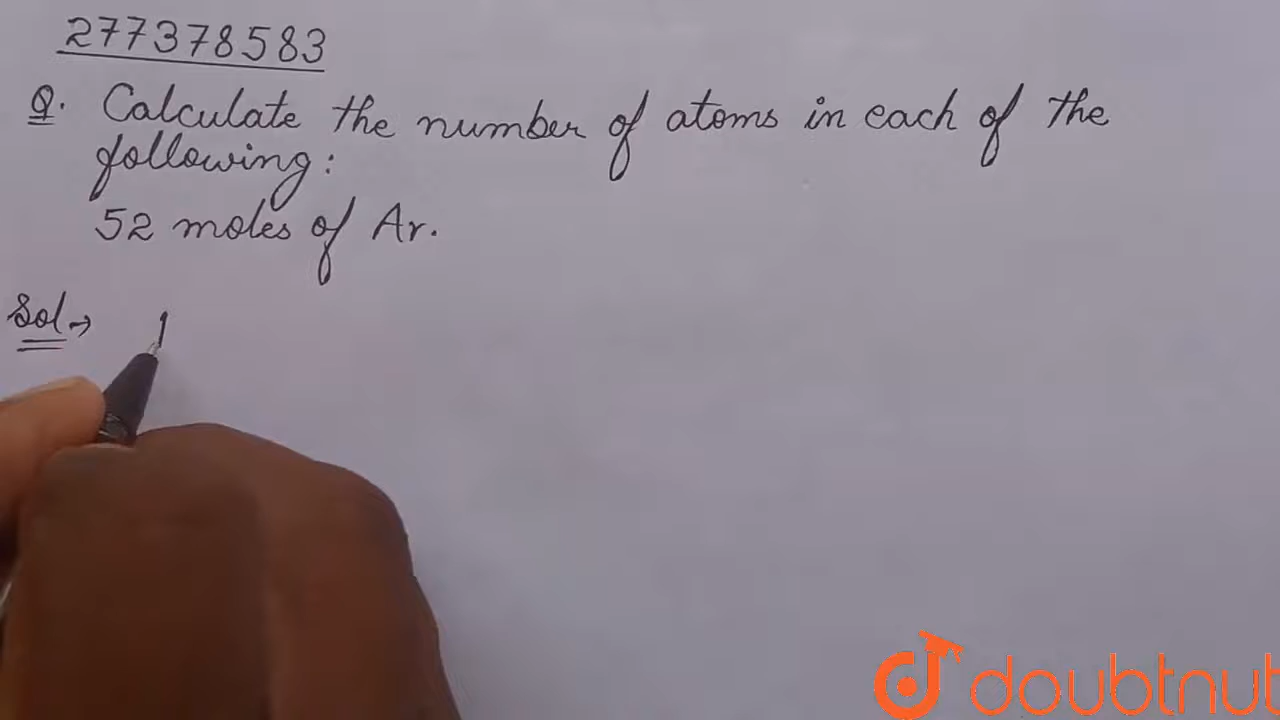 277378583
Q. Calculate the number of atoms in each of the
following:
52 moles of Ar.
Sol→ 1
doubtnut